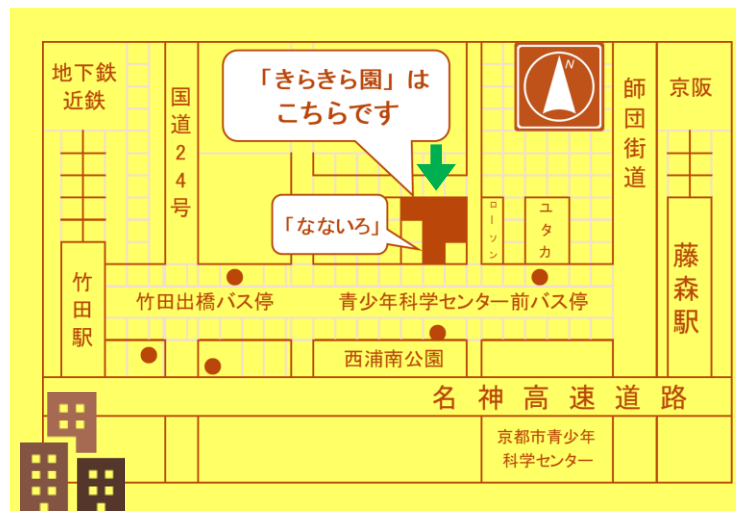 地下鉄
近鉄
国道24号
「きらきら園」は
こちらです
N
師団街道
京阪
「なないろ」
ローソン
ユタカ
竹田駅
竹田出橋バス停
青少年科学センター前バス停
藤森駅
西浦南公園
名神高速道路
京都市青少年
科学センター